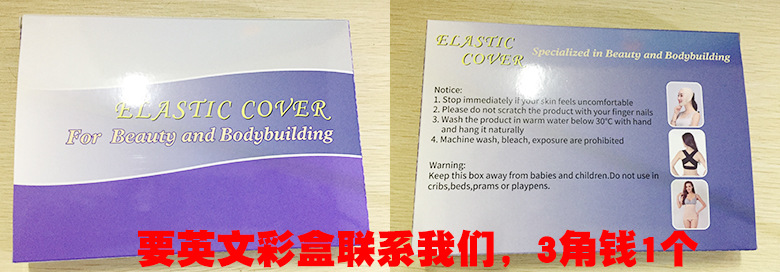 ELASTIC COVER
For Beauty and Bodybuilding
ELASTIC
COVER
Specialized in Beauty and Bodybuilding
Notice:
1. Stop immediately if your skin feels uncomfortable
2. Please do not scratch the product with your finger nails
3. Wash the product in warm water below 30°C with hand
and hang it naturally
4. Machine wash, bleach, exposure are prohibited
Warning:
Keep this box away from babies and children.Do not use in
cribs,beds,prams or playpens.
要英文彩盒联系我们，3角钱1个